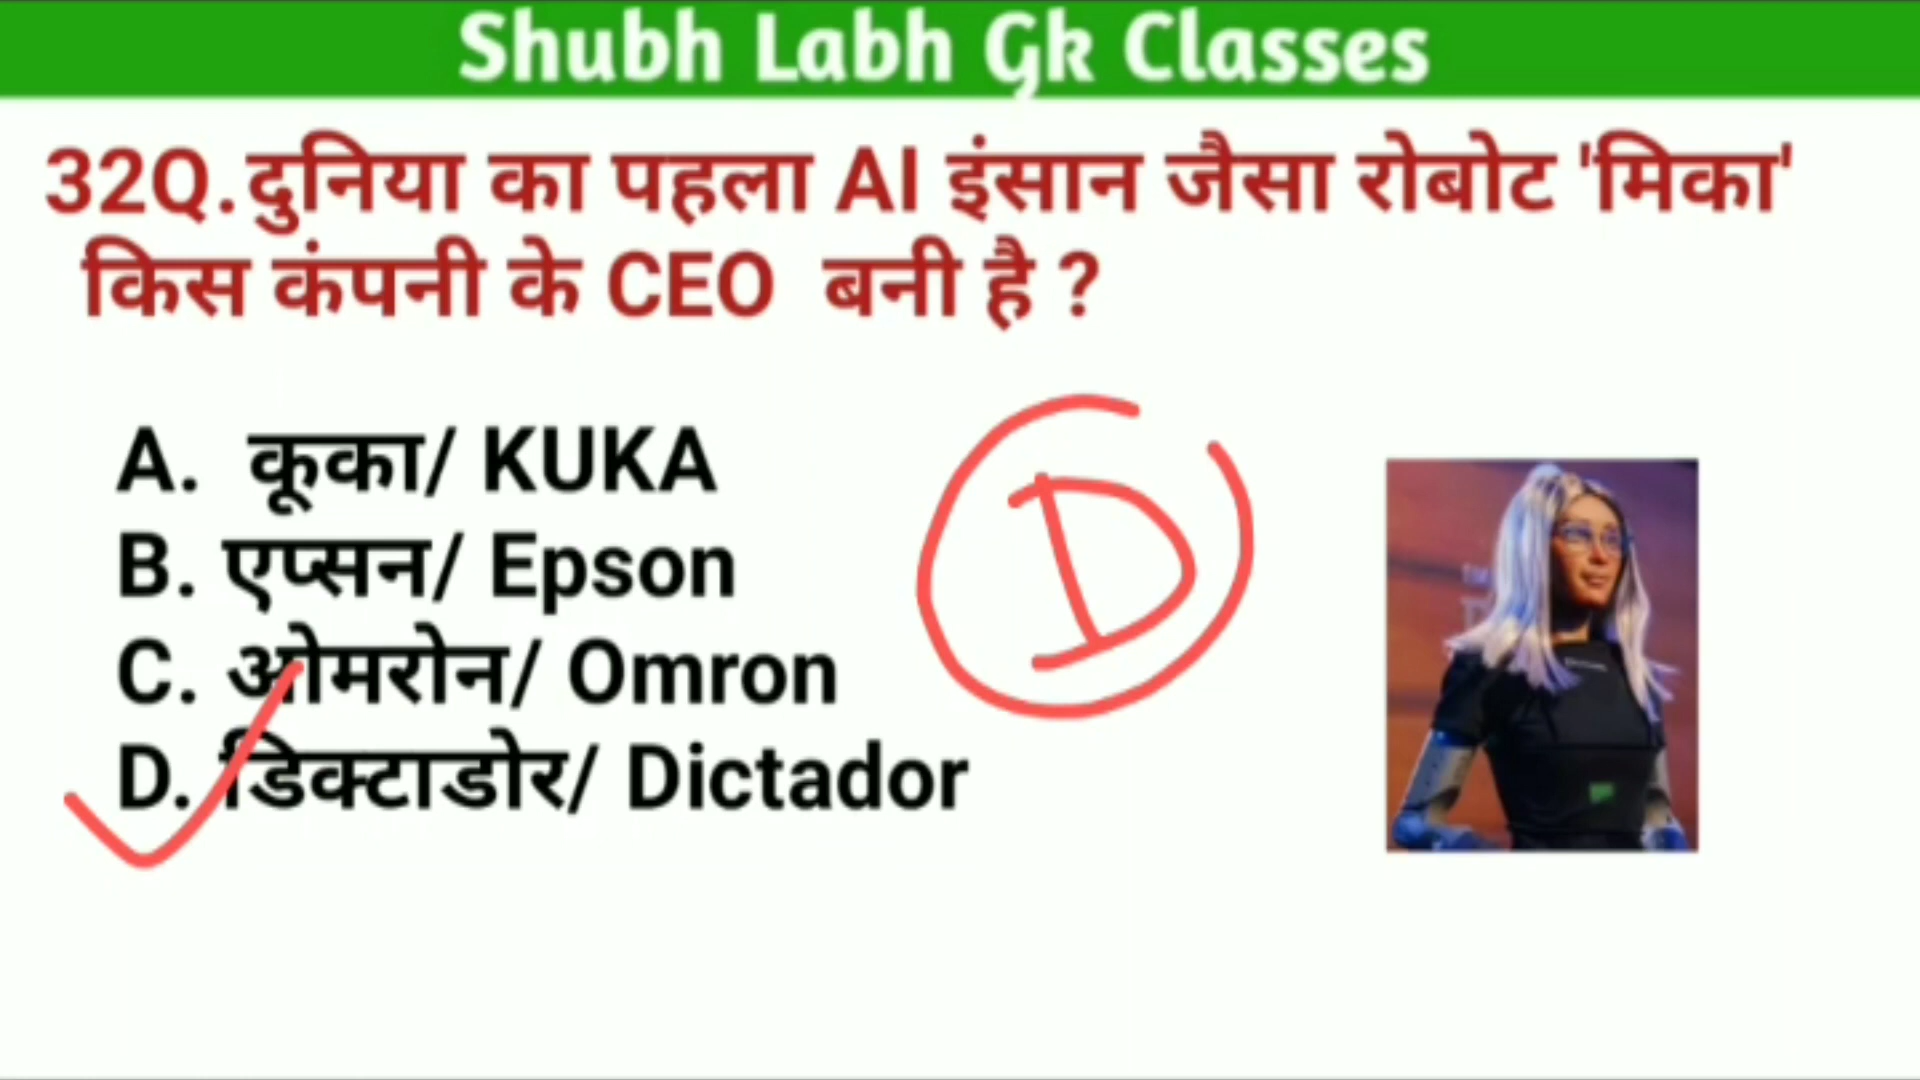 Shubh Labh Gk Classes
32Q.दुनिया का पहला AI इंसान जैसा रोबोट 'मिका'
किस कंपनी के CEO बनी है ?
A. कूका/ KUKA
B. एप्सन/ Epson
C. ओमरोन/ Omron
D. डिक्टाडोर/ Dictador
D